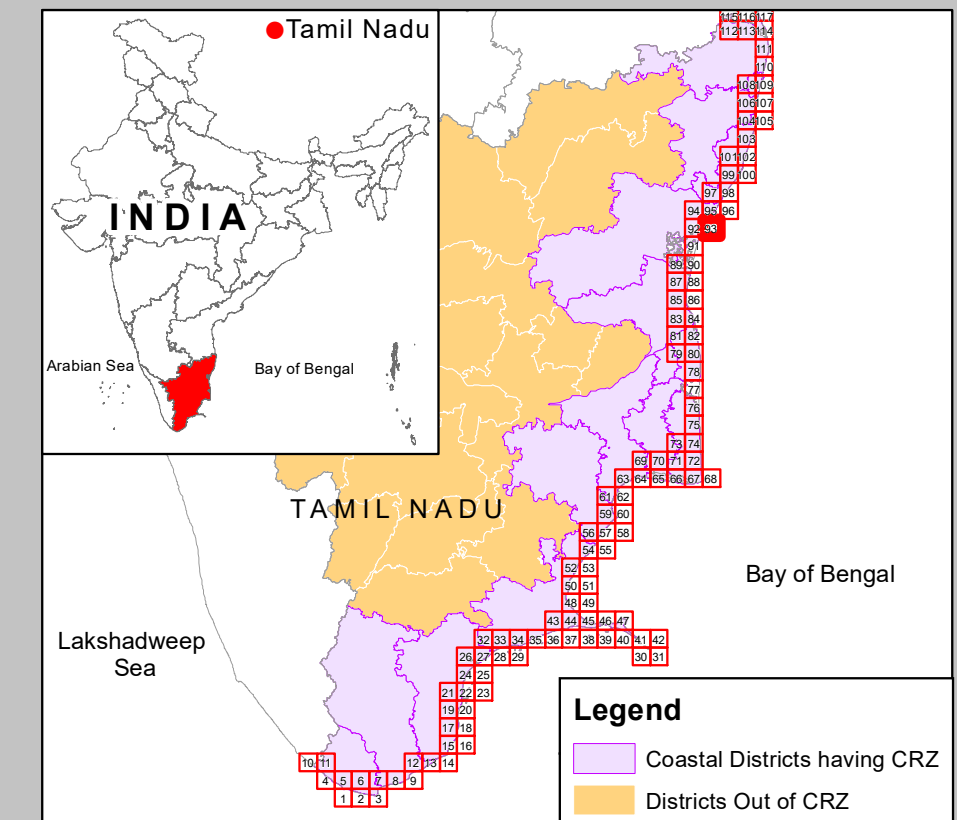 Tamil Nadu
INDIA
Arabian Sea
Bay of Bengal
115 116 117
112 113 114
111
110
108 109
106 107
104 105
103
101 102
99 100
97 98
94 95 96
92 93
91
89 90
87 88
85 86
83 84
81 82
79 80
78
77
76
75
73 74
69 70 71 72
63 64 65 66 67 68
61 62
59 60
56 57 58
54 55
52 53
50 51
48 49
43 44 45 46 47
32 33 34 35 36 37 38 39 40 41 42
26 27 28 29 30 31
24 25
21 22 23
19 20
17 18
15 16
10 11 12 13 14
4 5 6 7 8 9
1 2 3
TAMIL NADU
Bay of Bengal
Lakshadweep
Sea
Legend
Coastal Districts having CRZ
Districts Out of CRZ